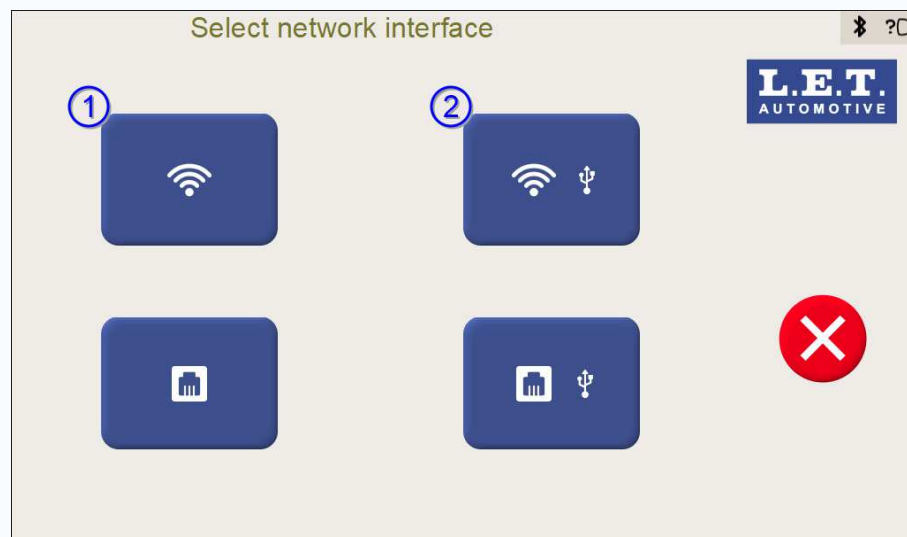 Select network interface
?
L.E.T.
AUTOMOTIVE
1
2